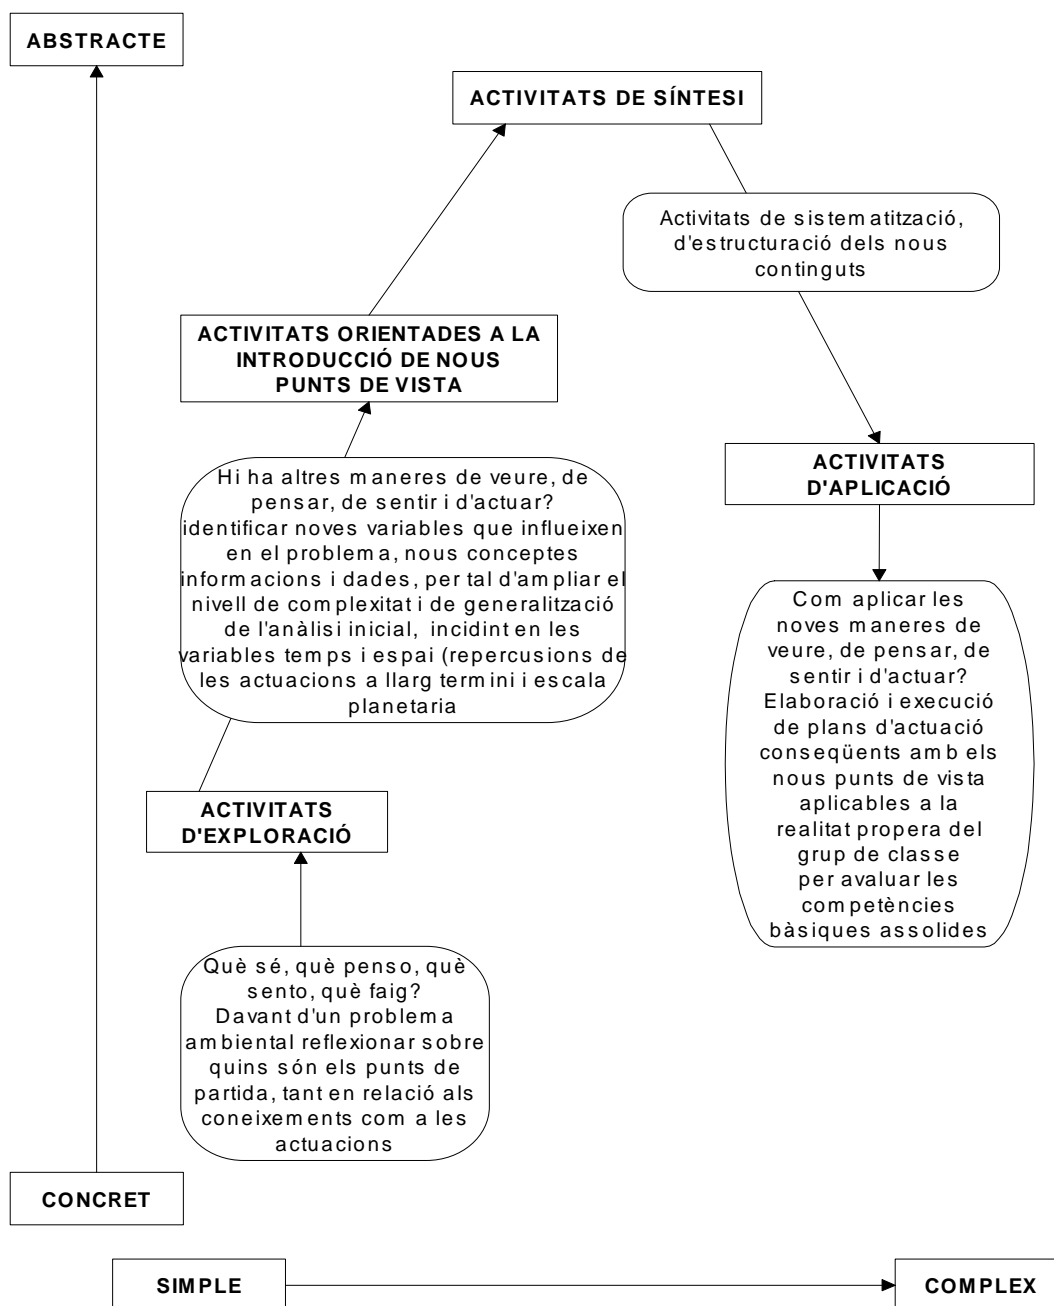 ABSTRACTE
ACTIVITATS DE SÍNTESI
Activitats de sistematització,
d'estructuració dels nous
continguts
ACTIVITATS ORIENTADES A LA
INTRODUCCIÓ DE NOUS
PUNTS DE VISTA
ACTIVITATS
D'APLICACIÓ
Hi ha altres maneres de veure, de
pensar, de sentir i d'actuar?
identificar noves variables que influeixen
en el problema, nous conceptes
informacions i dades, per tal d'ampliar el
nivell de complexitat i de generalització
de l'anàlisi inicial, incidint en les
variables temps i espai (repercusions de
les actuacions a llarg termini i escala
planetaria
Com aplicar les
noves maneres de
veure, de pensar, de
sentir i d'actuar?
Elaboració i execució
de plans d'actuació
conseqüents amb els
nous punts de vista
aplicables a la
realitat propera del
grup de classe
per avaluar les
competències
bàsiques assolides
ACTIVITATS
D'EXPLORACIÓ
Què sé, què penso, què
sento, què faig?
Davant d'un problema
ambiental reflexionar sobre
quins són els punts de
partida, tant en relació als
coneixements com a les
actuacions
CONCRET
SIMPLE
COMPLEX